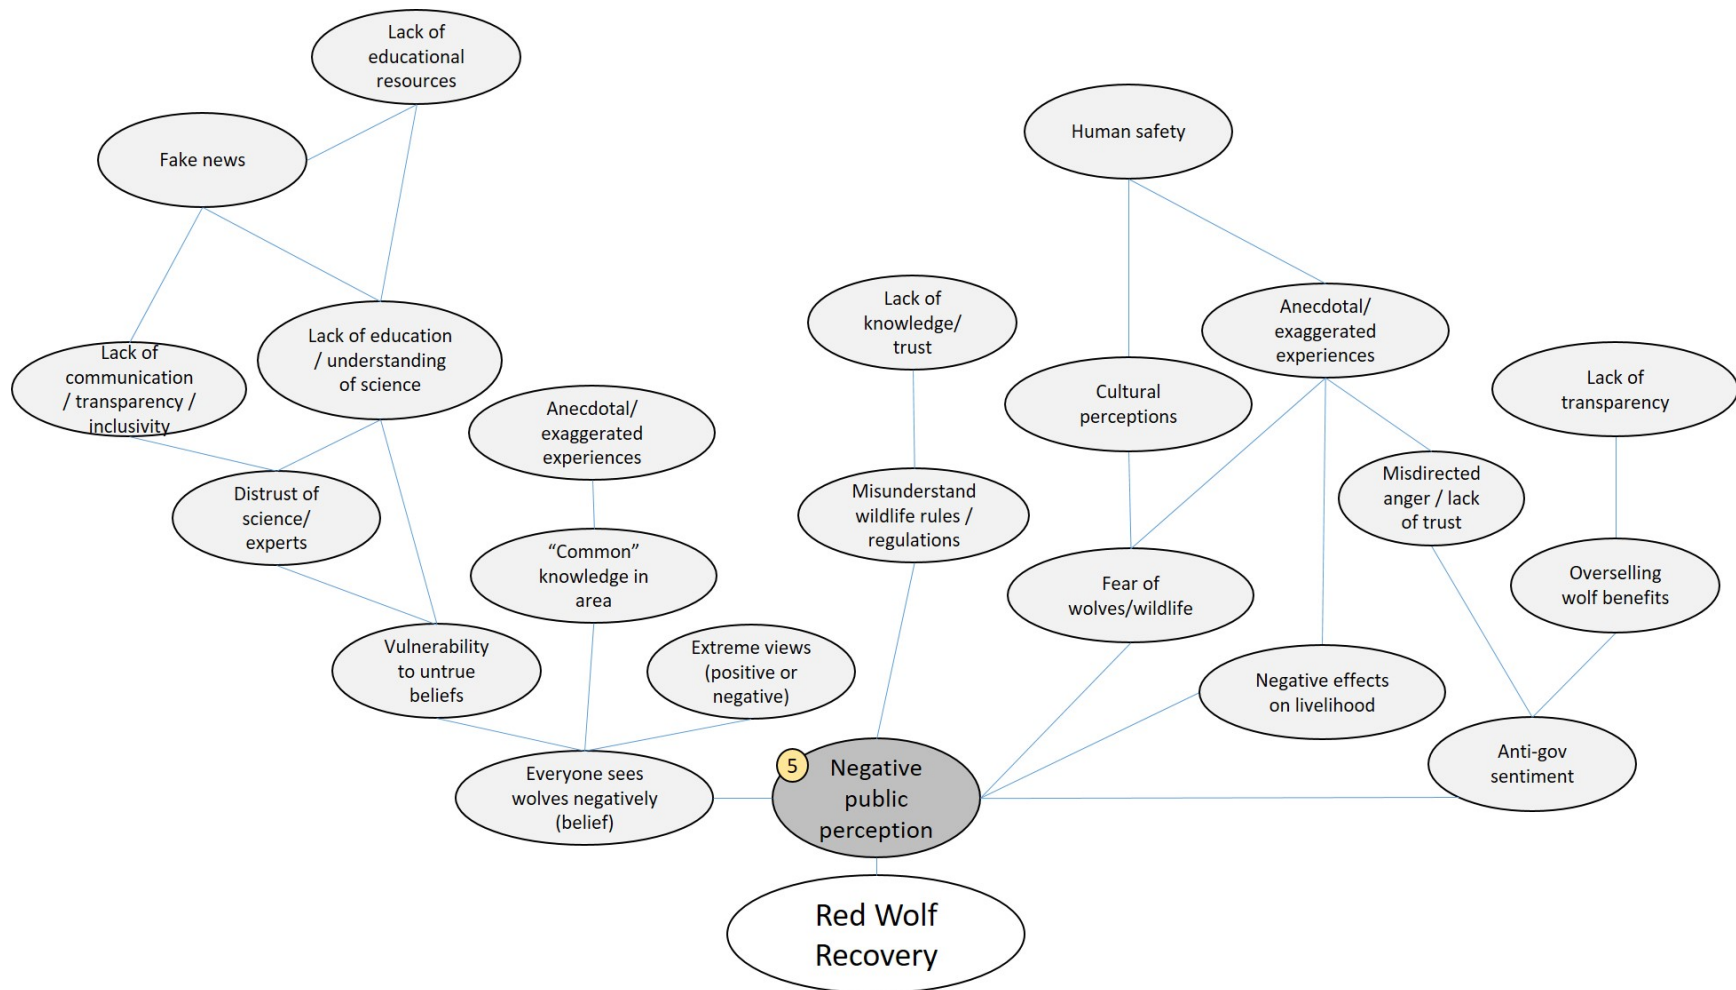 Lack of
educational
resources
Fake news
Human safety
Lack of
knowledge/
trust
Anecdotal/
exaggerated
experiences
Lack of education
/ understanding
of science
Lack of
communication
/ transparency /
inclusivity
Cultural
perceptions
Lack of
transparency
Anecdotal/
exaggerated
experiences
Misdirected
anger / lack
of trust
Distrust of
science/
experts
Misunderstand
wildlife rules /
regulations
“Common”
knowledge in
area
Fear of
wolves/wildlife
Overselling
wolf benefits
Vulnerability
to untrue
beliefs
Extreme views
(positive or
negative)
Negative effects
on livelihood
Anti-gov
sentiment
Everyone sees
wolves negatively
(belief)
5
Negative
public
perception
Red Wolf
Recovery